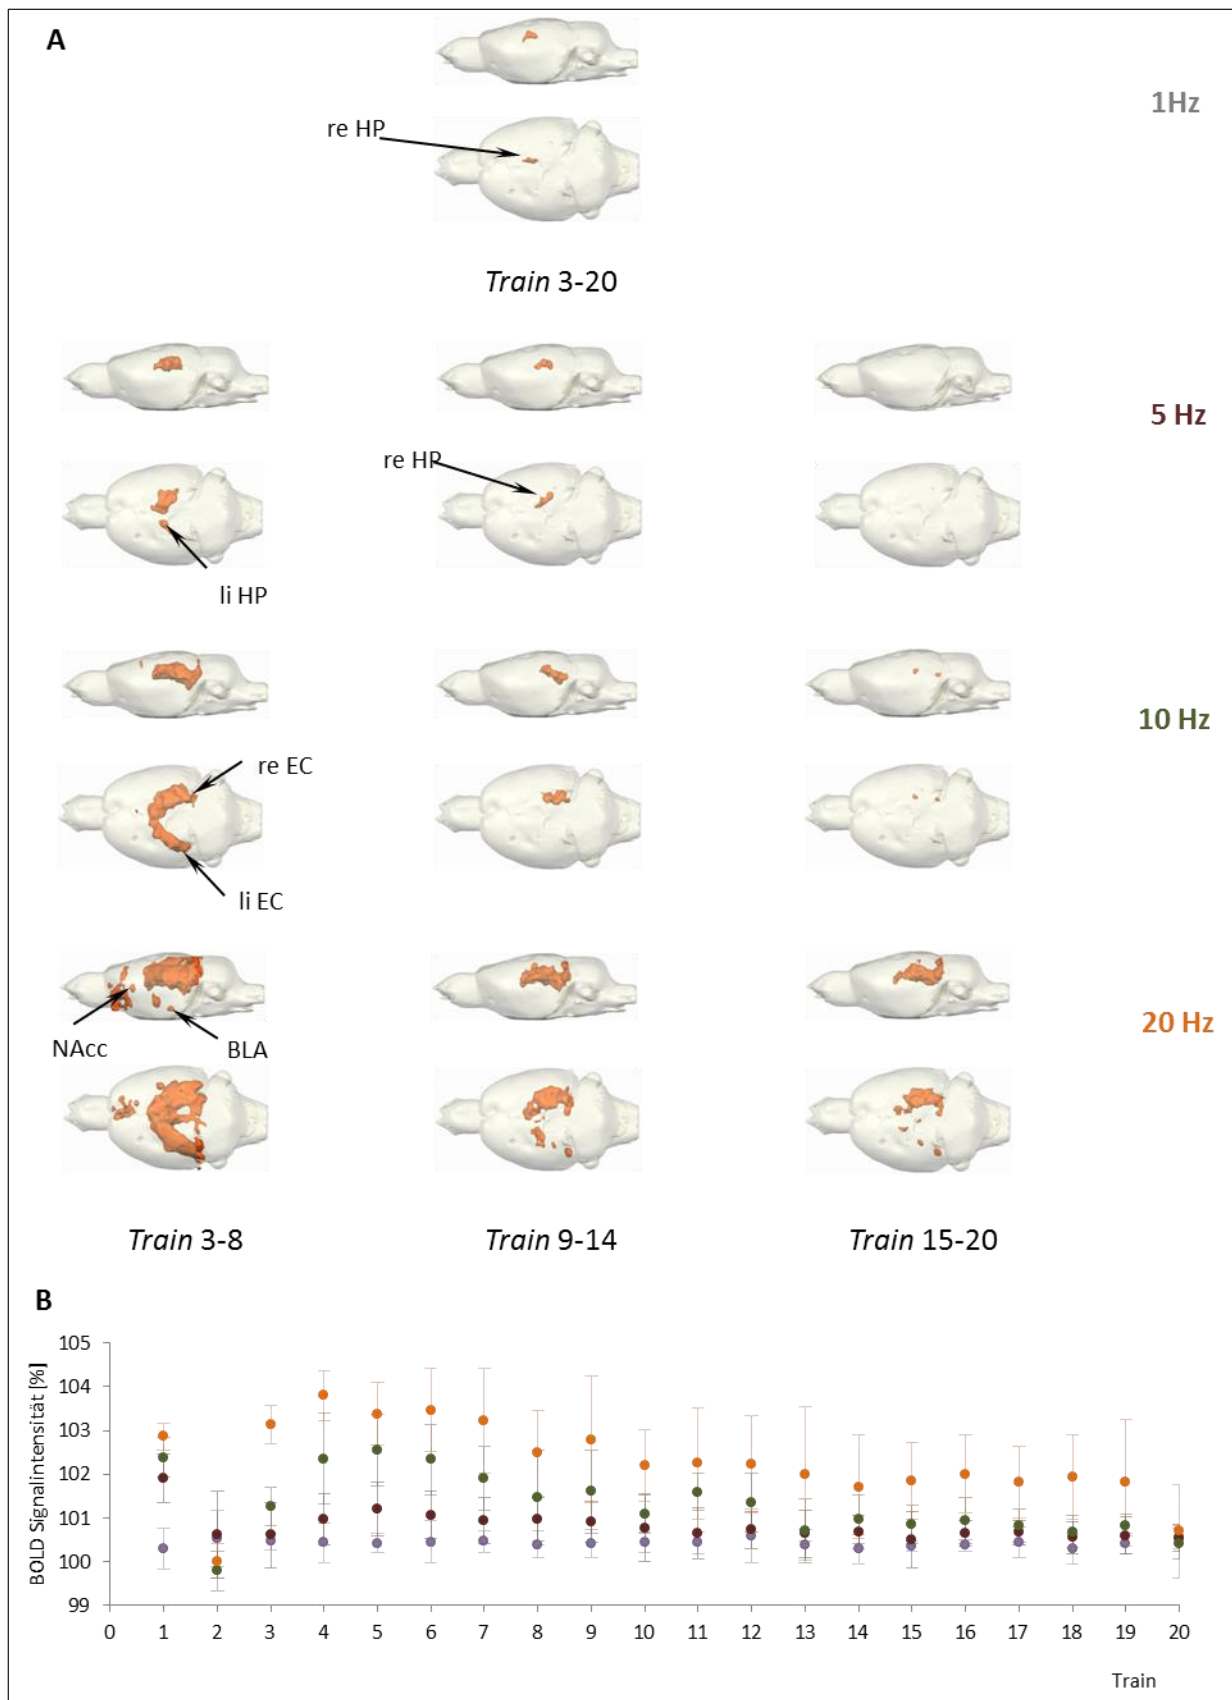 A
1Hz
re HP
Train 3-20
5 Hz
re HP
li HP
10 Hz
re EC
li EC
20 Hz
NAcc
BLA
Train 3-8
Train 9-14
Train 15-20
B
BOLD Signalintensität [%]
105
104
103
102
101
100
99
0 1 2 3 4 5 6 7 8 9 10 11 12 13 14 15 16 17 18 19 20
Train